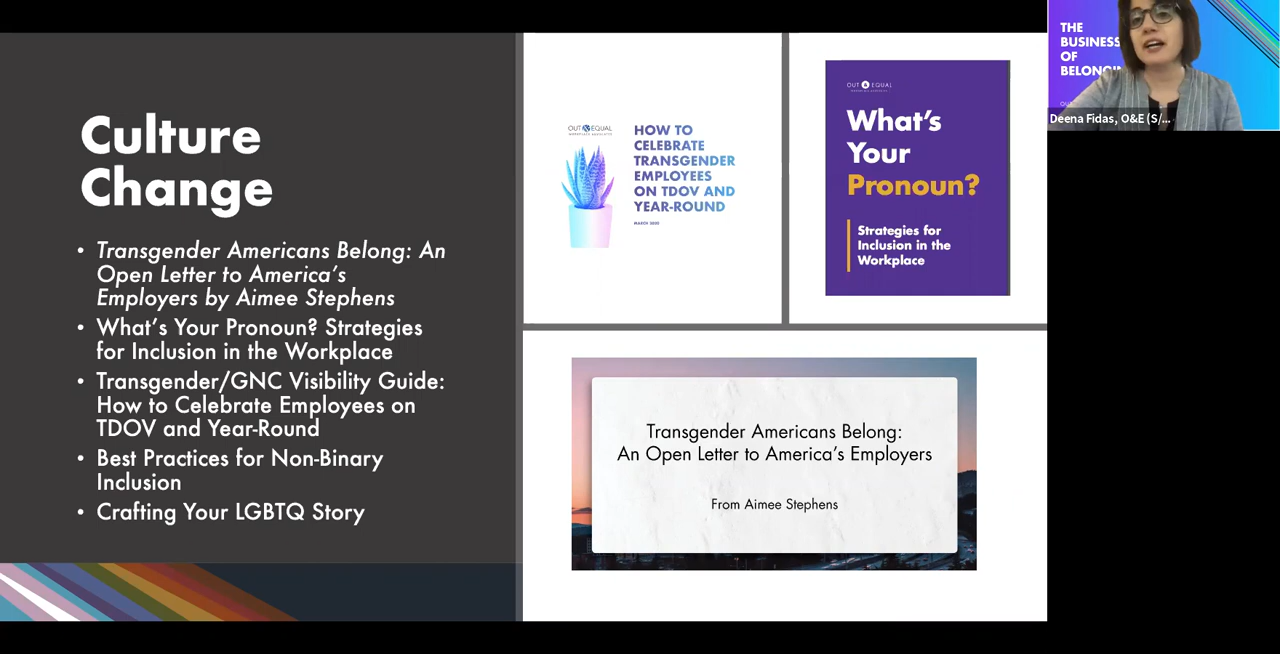 Culture
Change
• Transgender Americans Belong: An
Open Letter to America's
Employers by Aimee Stephens
• What's Your Pronoun? Strategies
for Inclusion in the Workplace
• Transgender/GNC Visibility Guide:
How to Celebrate Employees on
TDOV and Year-Round
• Best Practices for Non-Binary
Inclusion
• Crafting Your LGBTQ Story
OUT & EQUAL
WORKPLACE ADVOCATES
HOW TO
CELEBRATE
TRANSGENDER
EMPLOYEES
ON TDOV AND
YEAR-ROUND
MARCH 2020
OUT & EQUAL
What's
Your
Pronoun?
Strategies for
Inclusion in the
Workplace
Transgender Americans Belong:
An Open Letter to America's Employers
From Aimee Stephens
THE
BUSINESS
OF
Deena Fidas, O&E (S/...